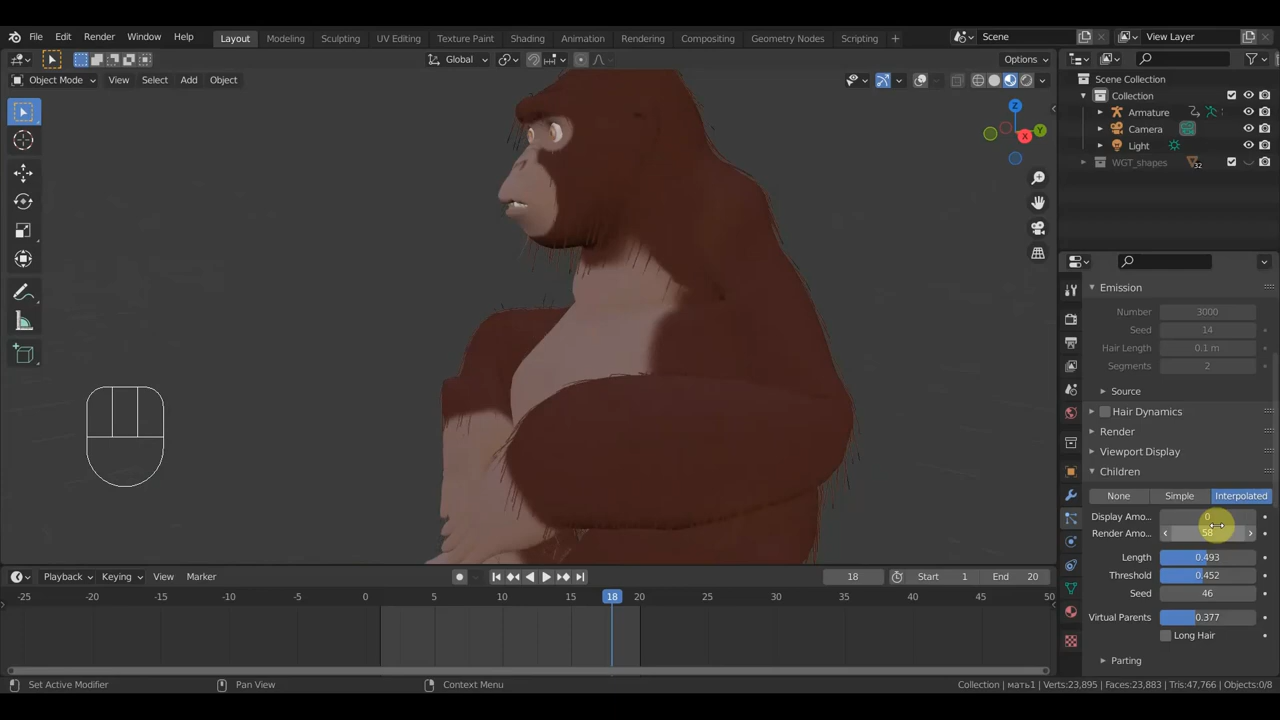 File Edit Render Window Help Layout Modeling Sculpting UV Editing Texture Paint Shading Animation Rendering Compositing Geometry Nodes Scripting + Scene View Layer
Global Options
Object Mode View Select Add Object
Scene Collection
Collection
Armature
Camera
Light
WGT_shapes 32
Z
Y
X
Emission
Number 3000
Seed 14
Hair Length 0.1 m
Segments 2
Source
Hair Dynamics
Render
Viewport Display
Children
None Simple Interpolated
Display Amo... 0
Render Amo... 58
Length 0.493
Threshold 0.452
Seed 46
Virtual Parents 0.377
Long Hair
Parting
Playback Keying View Marker 18 Start 1 End 20
-25 -20 -15 -10 -5 0 5 10 15 18 20 25 30 35 40 45 50
Set Active Modifier Pan View Context Menu Collection | мать1 | Verts:23,895 | Faces:23,883 | Tris:47,766 | Objects:0/8